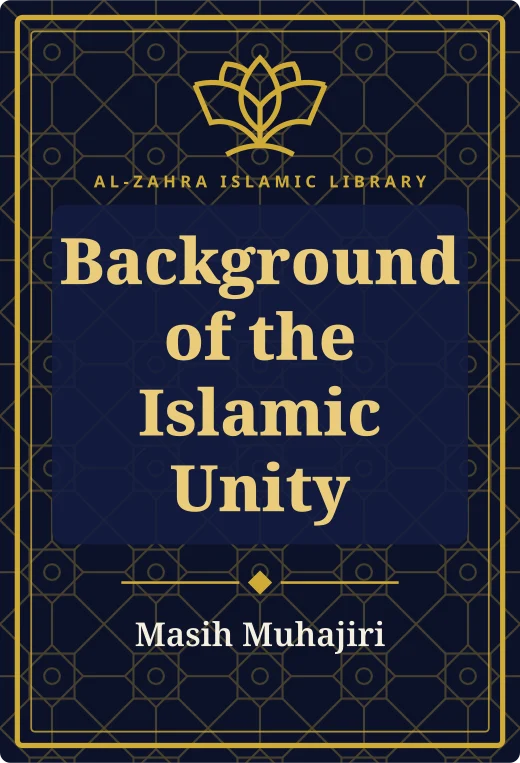 AL-ZAHRA ISLAMIC LIBRARY
Background
of the
Islamic
Unity
Masih Muhajiri